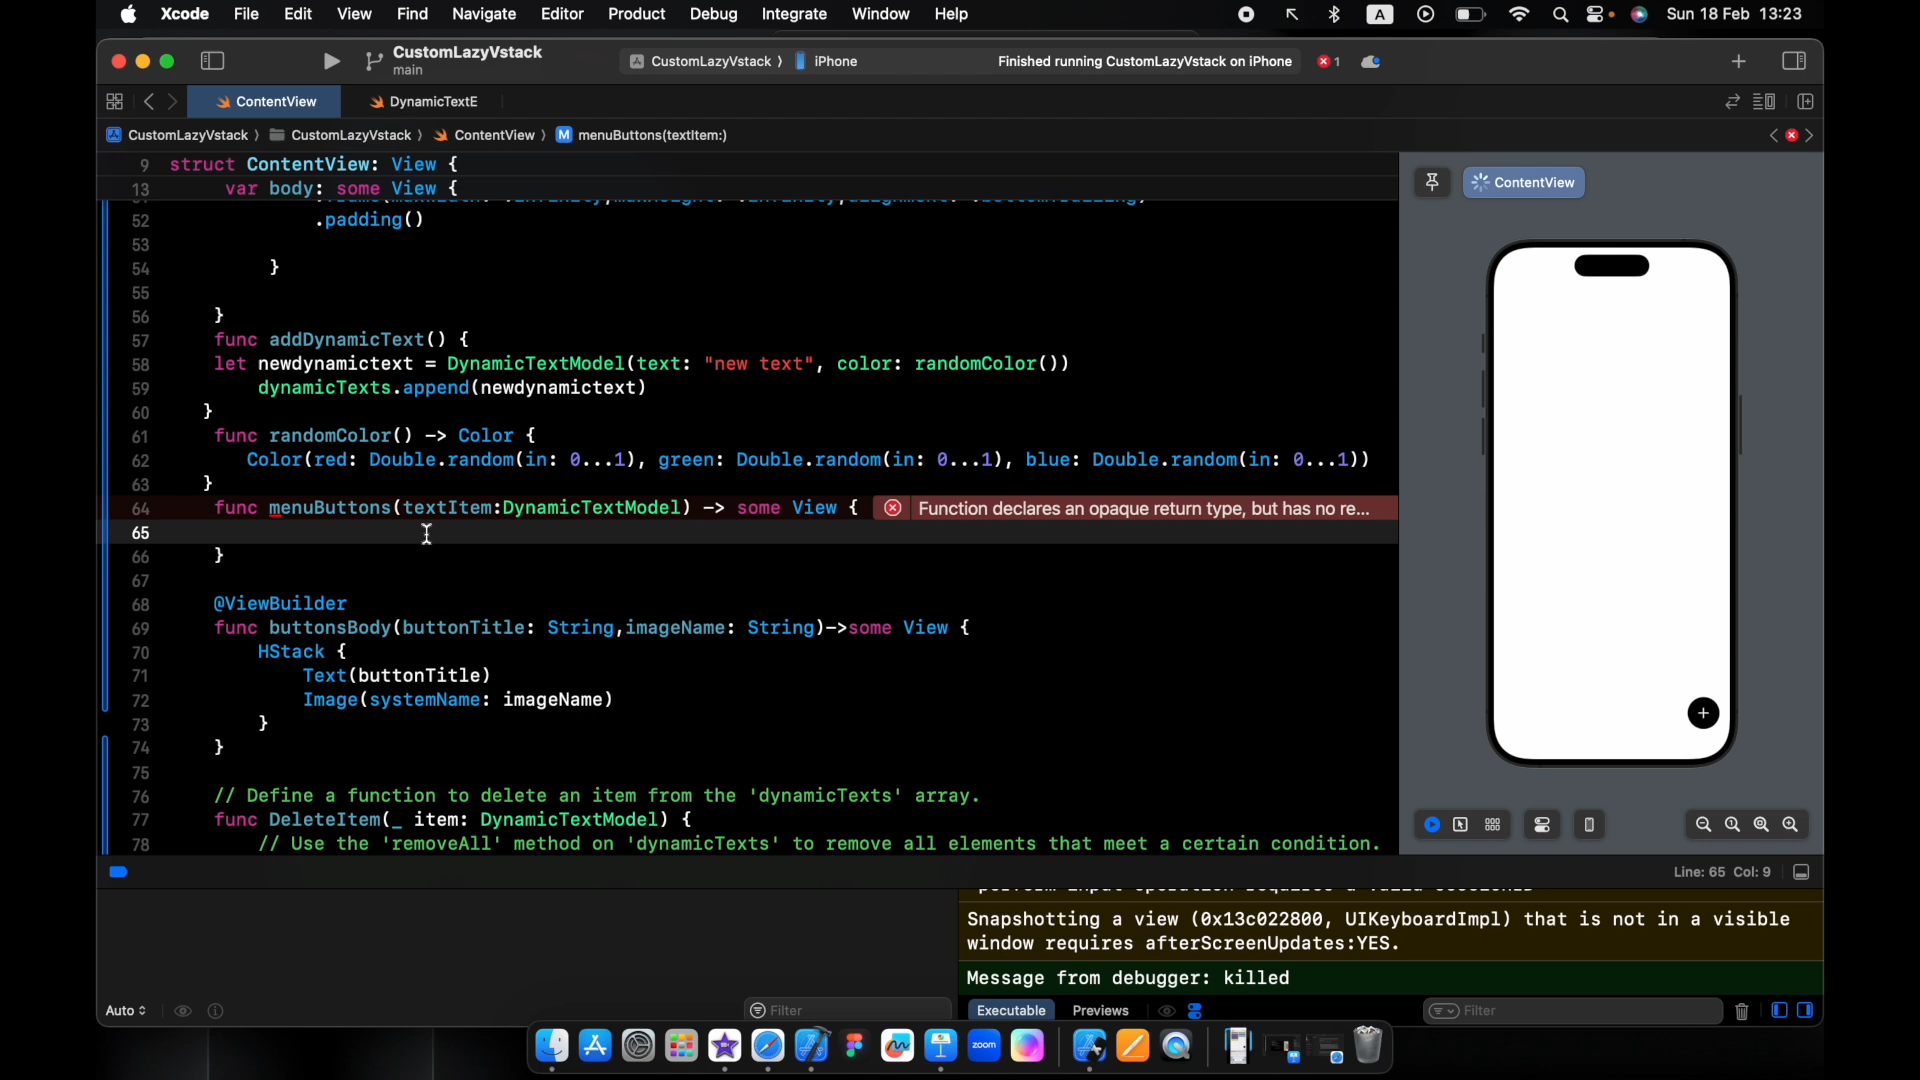 Xcode File Edit View Find Navigate Editor Product Debug Integrate Window Help A Sun 18 Feb 13:23
CustomLazyVstack
main
CustomLazyVstack 〉 iPhone Finished running CustomLazyVstack on iPhone 1
ContentView DynamicTextE
CustomLazyVstack 〉 CustomLazyVstack 〉 ContentView 〉 M menuButtons(textItem:)
9 struct ContentView: View {
13 var body: some View {
52 .padding()
53
54 }
55
56 }
57 func addDynamicText() {
58 let newdynamictext = DynamicTextModel(text: "new text", color: randomColor())
59 dynamicTexts.append(newdynamictext)
60 }
61 func randomColor() -> Color {
62 Color(red: Double.random(in: 0...1), green: Double.random(in: 0...1), blue: Double.random(in: 0...1))
63 }
64 func menuButtons(textItem:DynamicTextModel) -> some View { Function declares an opaque return type, but has no re...
65
66 }
67
68 @ViewBuilder
69 func buttonsBody(buttonTitle: String,imageName: String)->some View {
70 HStack {
71 Text(buttonTitle)
72 Image(systemName: imageName)
73 }
74 }
75
76 // Define a function to delete an item from the 'dynamicTexts' array.
77 func DeleteItem(_ item: DynamicTextModel) {
78 // Use the 'removeAll' method on 'dynamicTexts' to remove all elements that meet a certain condition.
ContentView
Line: 65 Col: 9
Snapshotting a view (0x13c022800, UIKeyboardImpl) that is not in a visible
window requires afterScreenUpdates:YES.
Message from debugger: killed
Auto Filter Executable Previews Filter
zoom